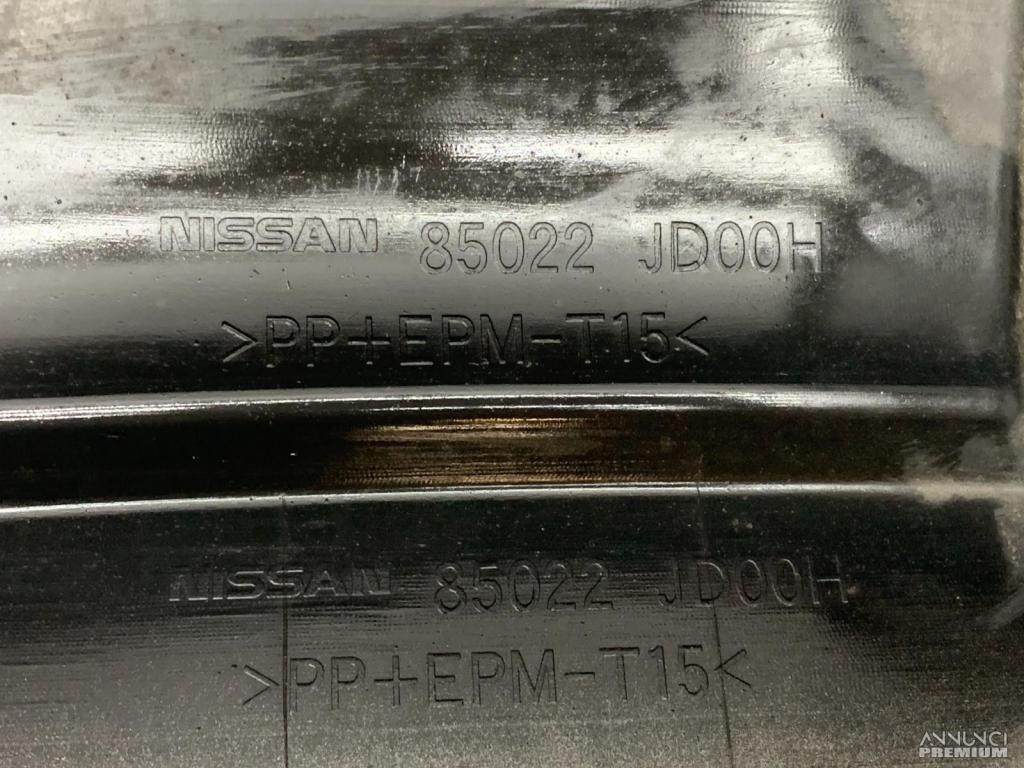 NISSAN 85022 JD00H
>PP+EPM-T15<
NISSAN 85022 JD00H
>PP+EPM-T15<
ANNUNCI
PREMIUM